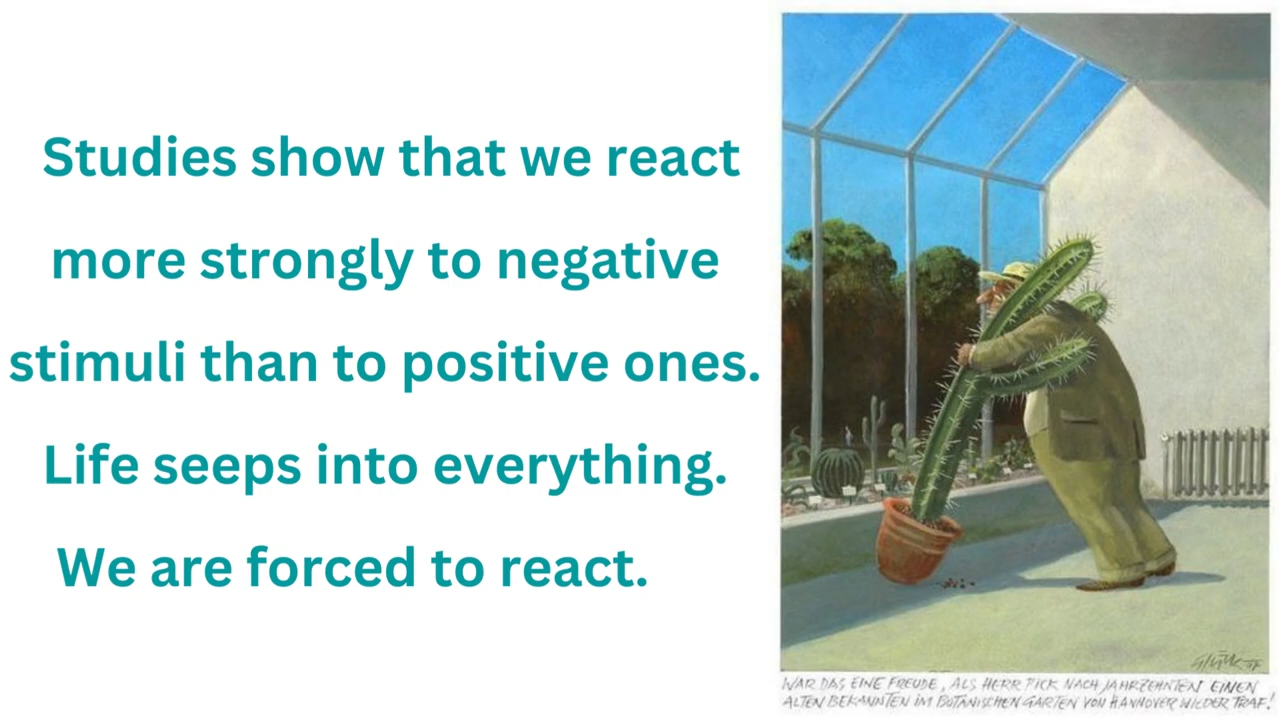 Studies show that we react
more strongly to negative
stimuli than to positive ones.
Life seeps into everything.
We are forced to react.
WAR DAS EINE FREUDE, ALS HERR PICK NACH JAHRZEHNTEN EINEN
ALTEN BEKANNTEN IM BOTANISCHEN GARTEN VON HANNOVER WIEDER TRAF!